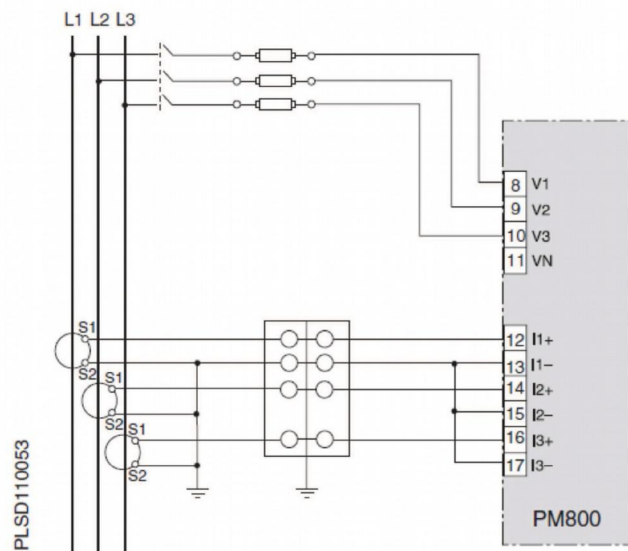 L1 L2 L3
8 V1
9 V2
10 V3
11 VN
S1
S2
S1
S2
S1
S2
12 I1+
13 I1–
14 I2+
15 I2–
16 I3+
17 I3–
PM800
PLSD110053